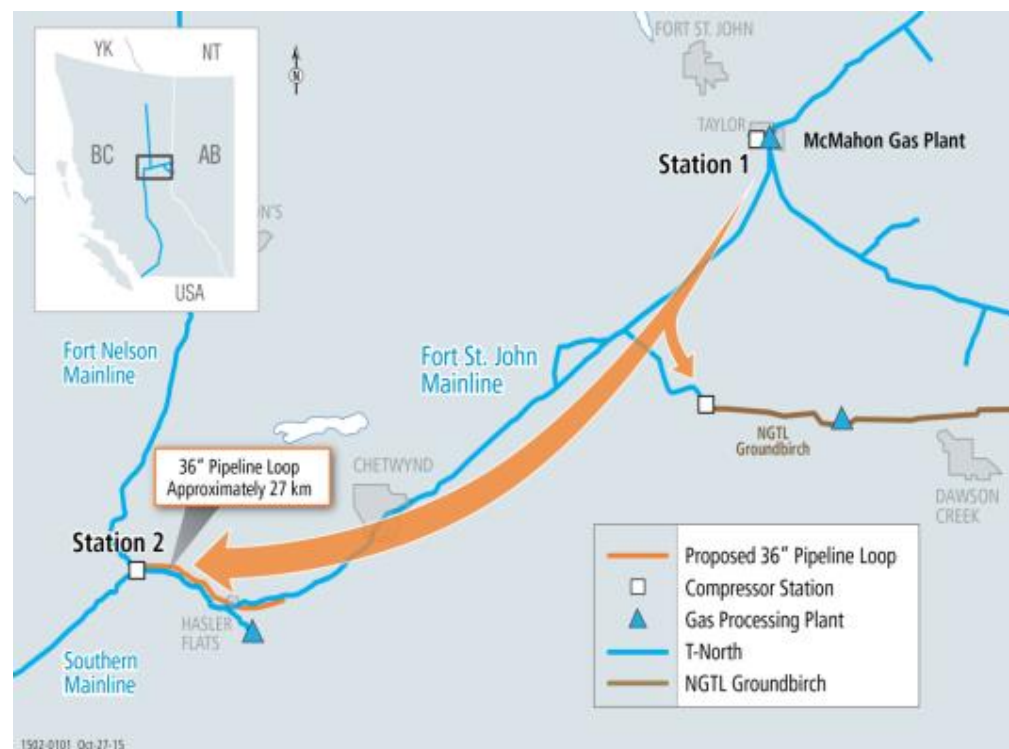 YK
NT
BC
AB
USA
N
N'S
FORT ST. JOHN
TAYLOR
Station 1
McMahon Gas Plant
Fort Nelson
Mainline
Fort St. John
Mainline
NGTL
Groundbirch
DAWSON
CREEK
CHETWYND
36" Pipeline Loop
Approximately 27 km
Station 2
HASLER
FLATS
Southern
Mainline
Proposed 36" Pipeline Loop
Compressor Station
Gas Processing Plant
T-North
NGTL Groundbirch
1502-0101 Oct-27-15